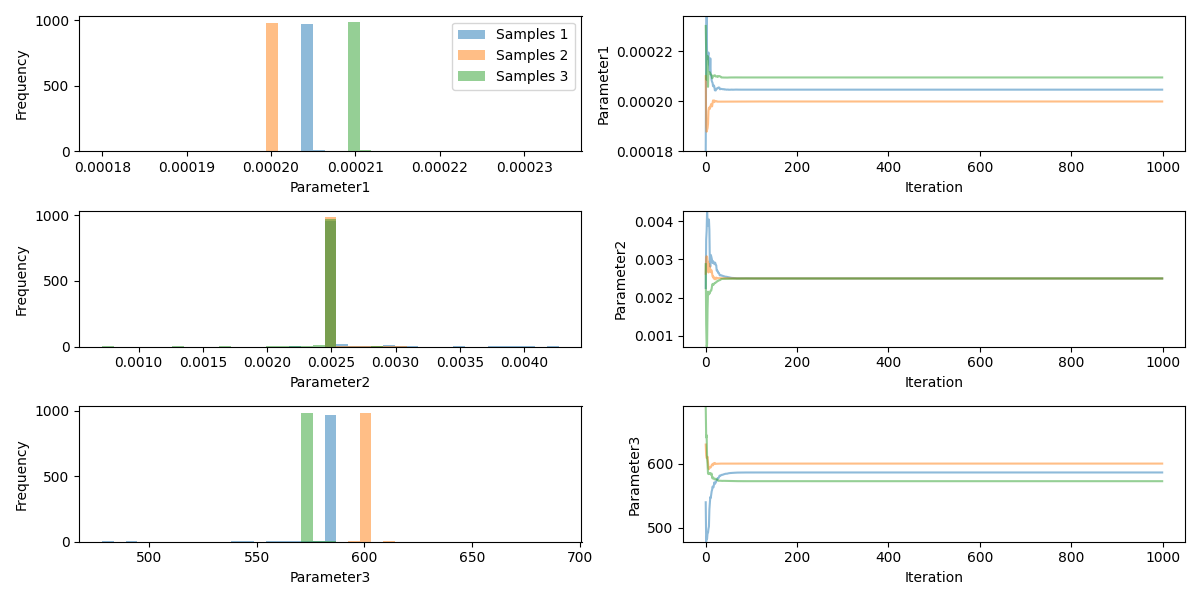 Frequency
1000
500
0
0.00018 0.00019 0.00020 0.00021 0.00022 0.00023
Parameter1
Samples 1
Samples 2
Samples 3
Parameter1
0.00022
0.00020
0.00018
0 200 400 600 800 1000
Iteration
Frequency
1000
500
0
0.0010 0.0015 0.0020 0.0025 0.0030 0.0035 0.0040
Parameter2
Parameter2
0.004
0.003
0.002
0.001
0 200 400 600 800 1000
Iteration
Frequency
1000
500
0
500 550 600 650 700
Parameter3
Parameter3
600
500
0 200 400 600 800 1000
Iteration